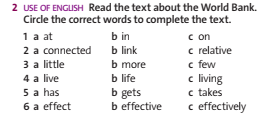 2 USE OF ENGLISH Read the text about the World Bank.
Circle the correct words to complete the text.
1 a at b in c on
2 a connected b link c relative
3 a little b more c few
4 a live b life c living
5 a has b gets c takes
6 a effect b effective c effectively